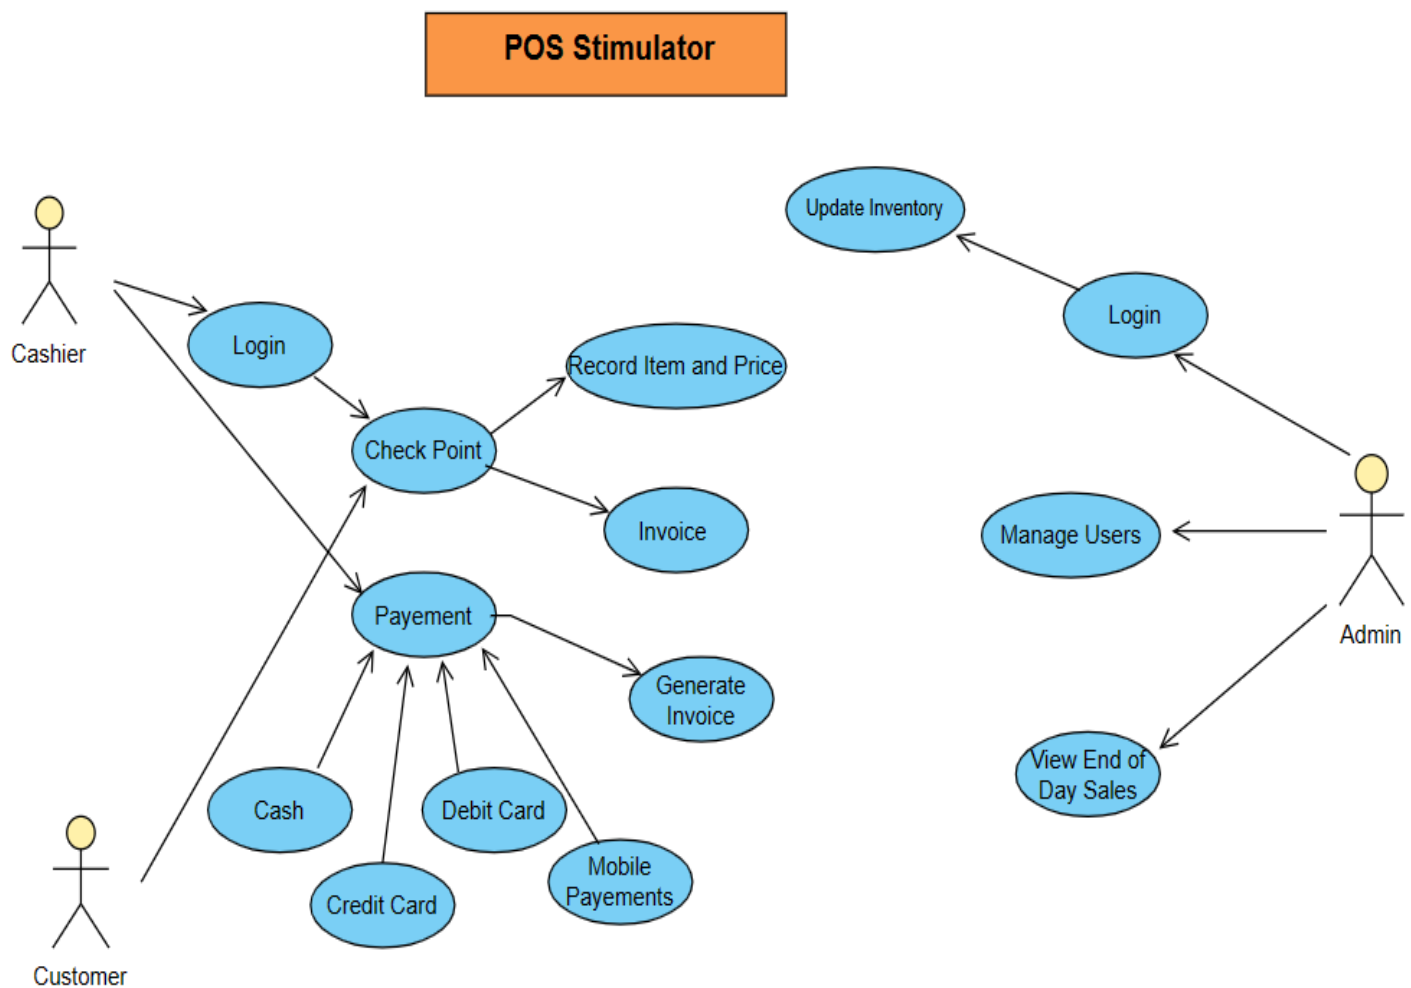 POS Stimulator
Update Inventory
Login
Cashier
Login
Record Item and Price
Check Point
Invoice
Manage Users
Payement
Admin
Generate
Invoice
View End of
Day Sales
Cash
Debit Card
Mobile
Payments
Credit Card
Customer